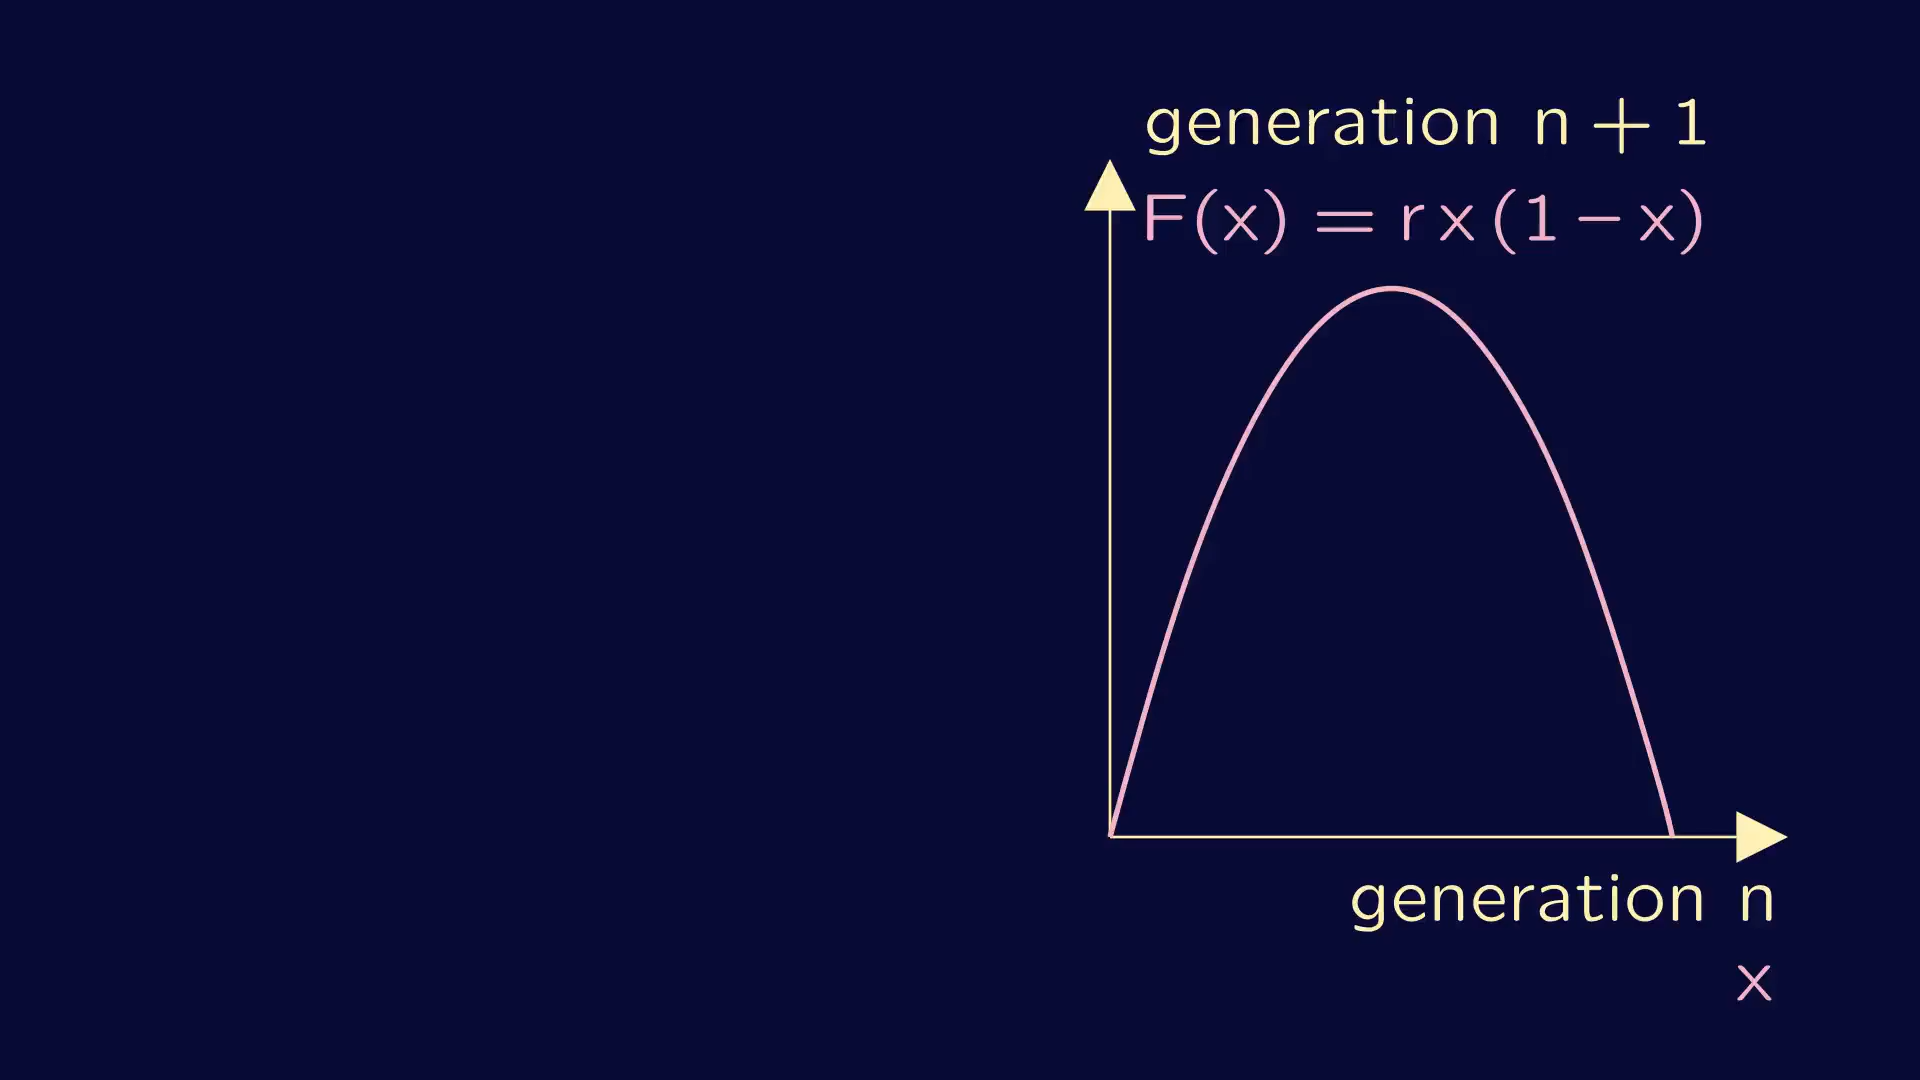 generation n + 1
F(x) = r x (1 − x)
generation n
x